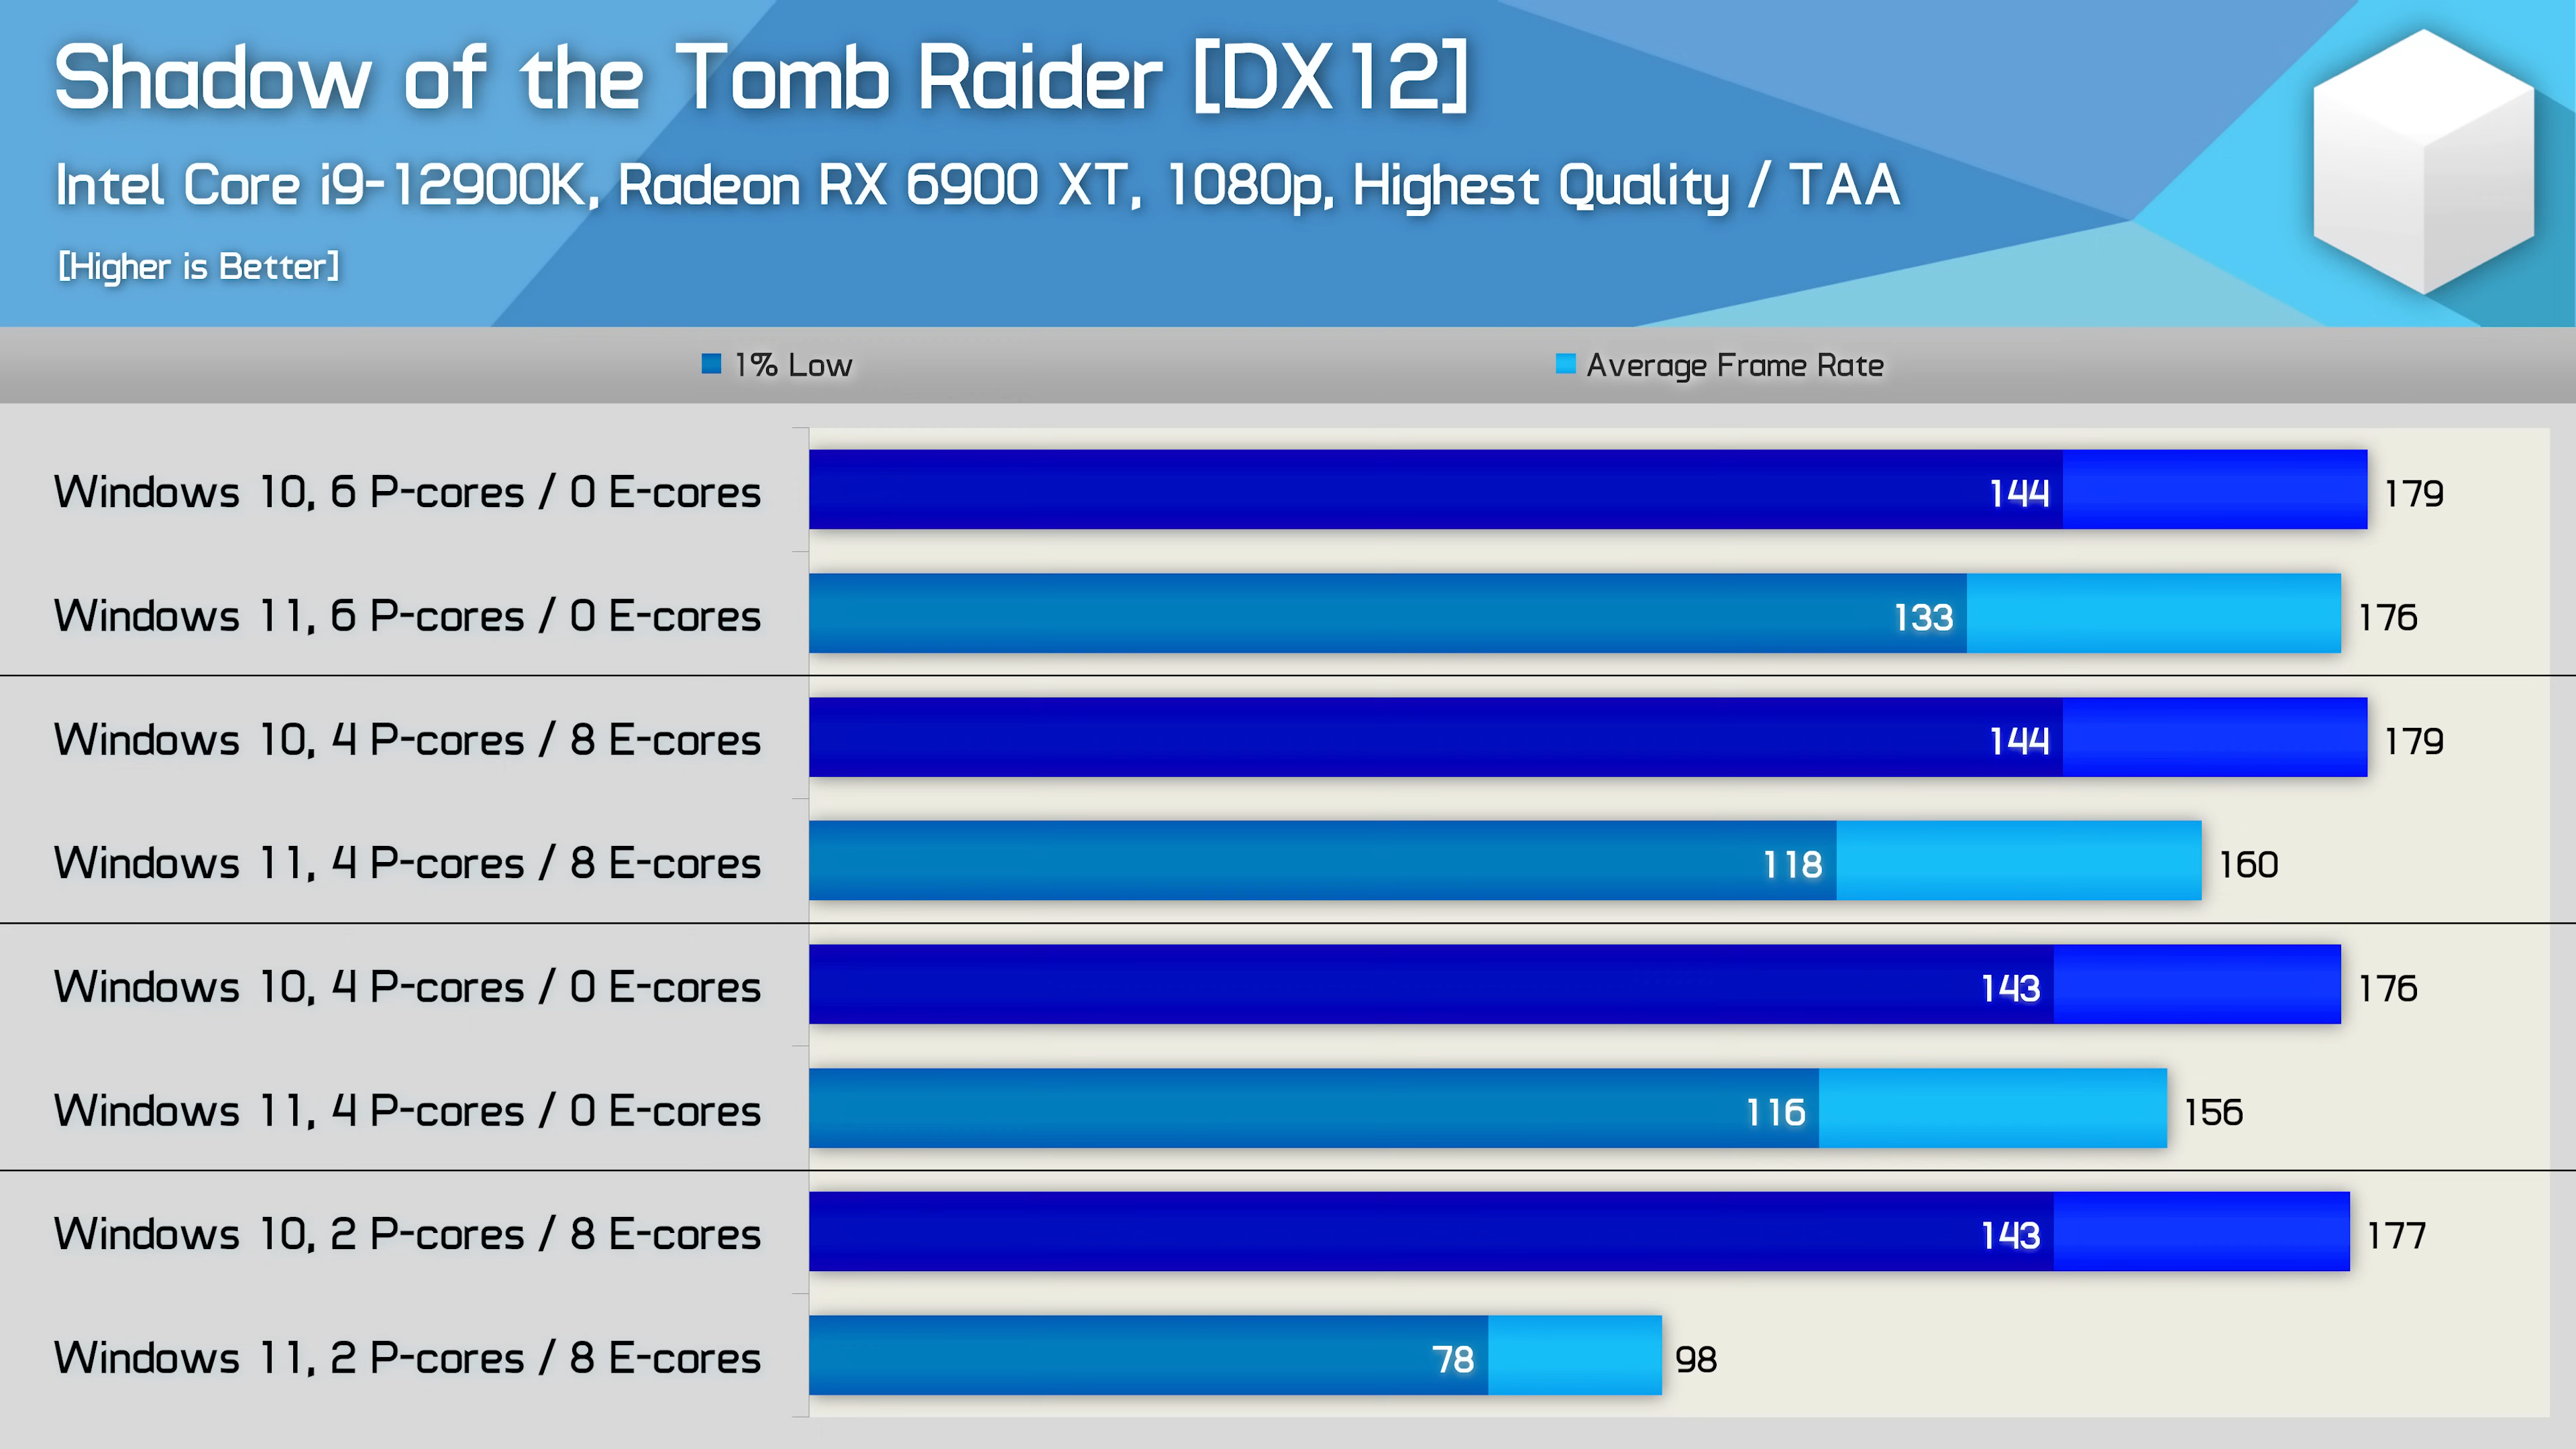 Shadow of the Tomb Raider [DX12]
Intel Core i9-12900K, Radeon RX 6900 XT, 1080p, Highest Quality / TAA
[Higher is Better]
1% Low Average Frame Rate
Windows 10, 6 P-cores / 0 E-cores 144 179
Windows 11, 6 P-cores / 0 E-cores 133 176
Windows 10, 4 P-cores / 8 E-cores 144 179
Windows 11, 4 P-cores / 8 E-cores 118 160
Windows 10, 4 P-cores / 0 E-cores 143 176
Windows 11, 4 P-cores / 0 E-cores 116 156
Windows 10, 2 P-cores / 8 E-cores 143 177
Windows 11, 2 P-cores / 8 E-cores 78 98